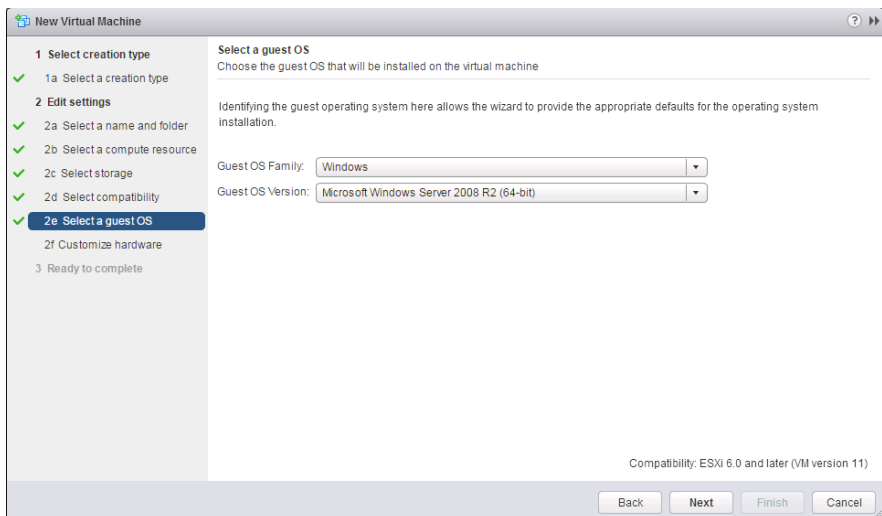 New Virtual Machine
?
1 Select creation type
1a Select a creation type
2 Edit settings
2a Select a name and folder
2b Select a compute resource
2c Select storage
2d Select compatibility
2e Select a guest OS
2f Customize hardware
3 Ready to complete
Select a guest OS
Choose the guest OS that will be installed on the virtual machine
Identifying the guest operating system here allows the wizard to provide the appropriate defaults for the operating system
installation.
Guest OS Family: Windows
Guest OS Version: Microsoft Windows Server 2008 R2 (64-bit)
Compatibility: ESXi 6.0 and later (VM version 11)
Back Next Finish Cancel